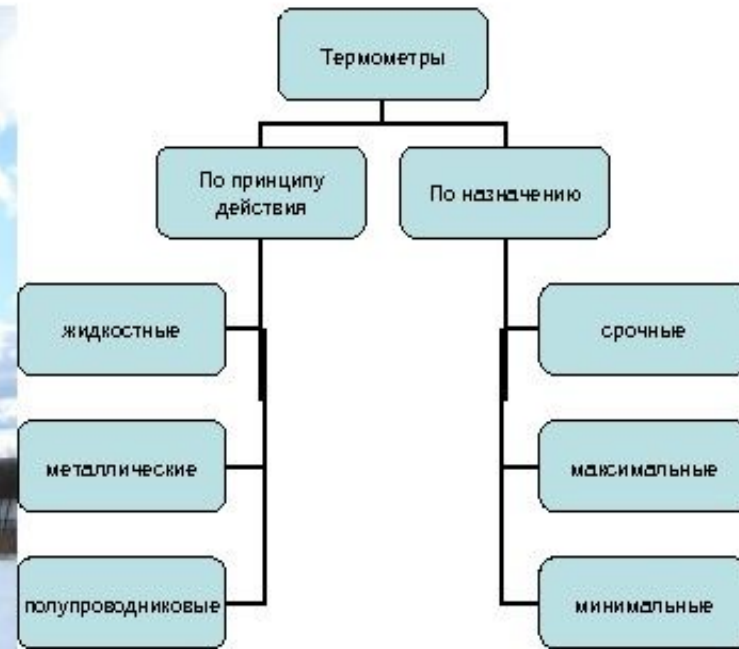 Термометры
По принципу
действия
По назначению
жидкостные
срочные
металлические
максимальные
полупроводниковые
минимальные